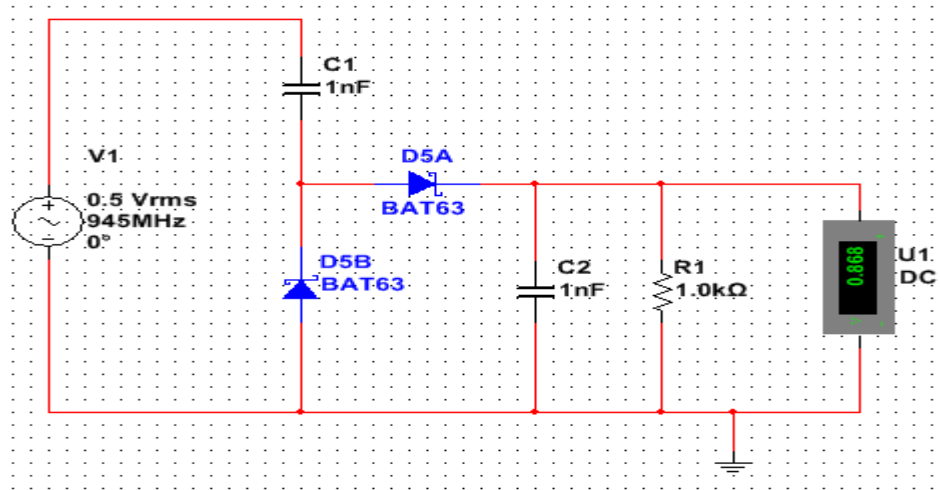 C1
1nF
V1
0.5 Vrms
945MHz
0°
D5A
BAT63
D5B
BAT63
C2
1nF
R1
1.0kΩ
0.868
U1
DC